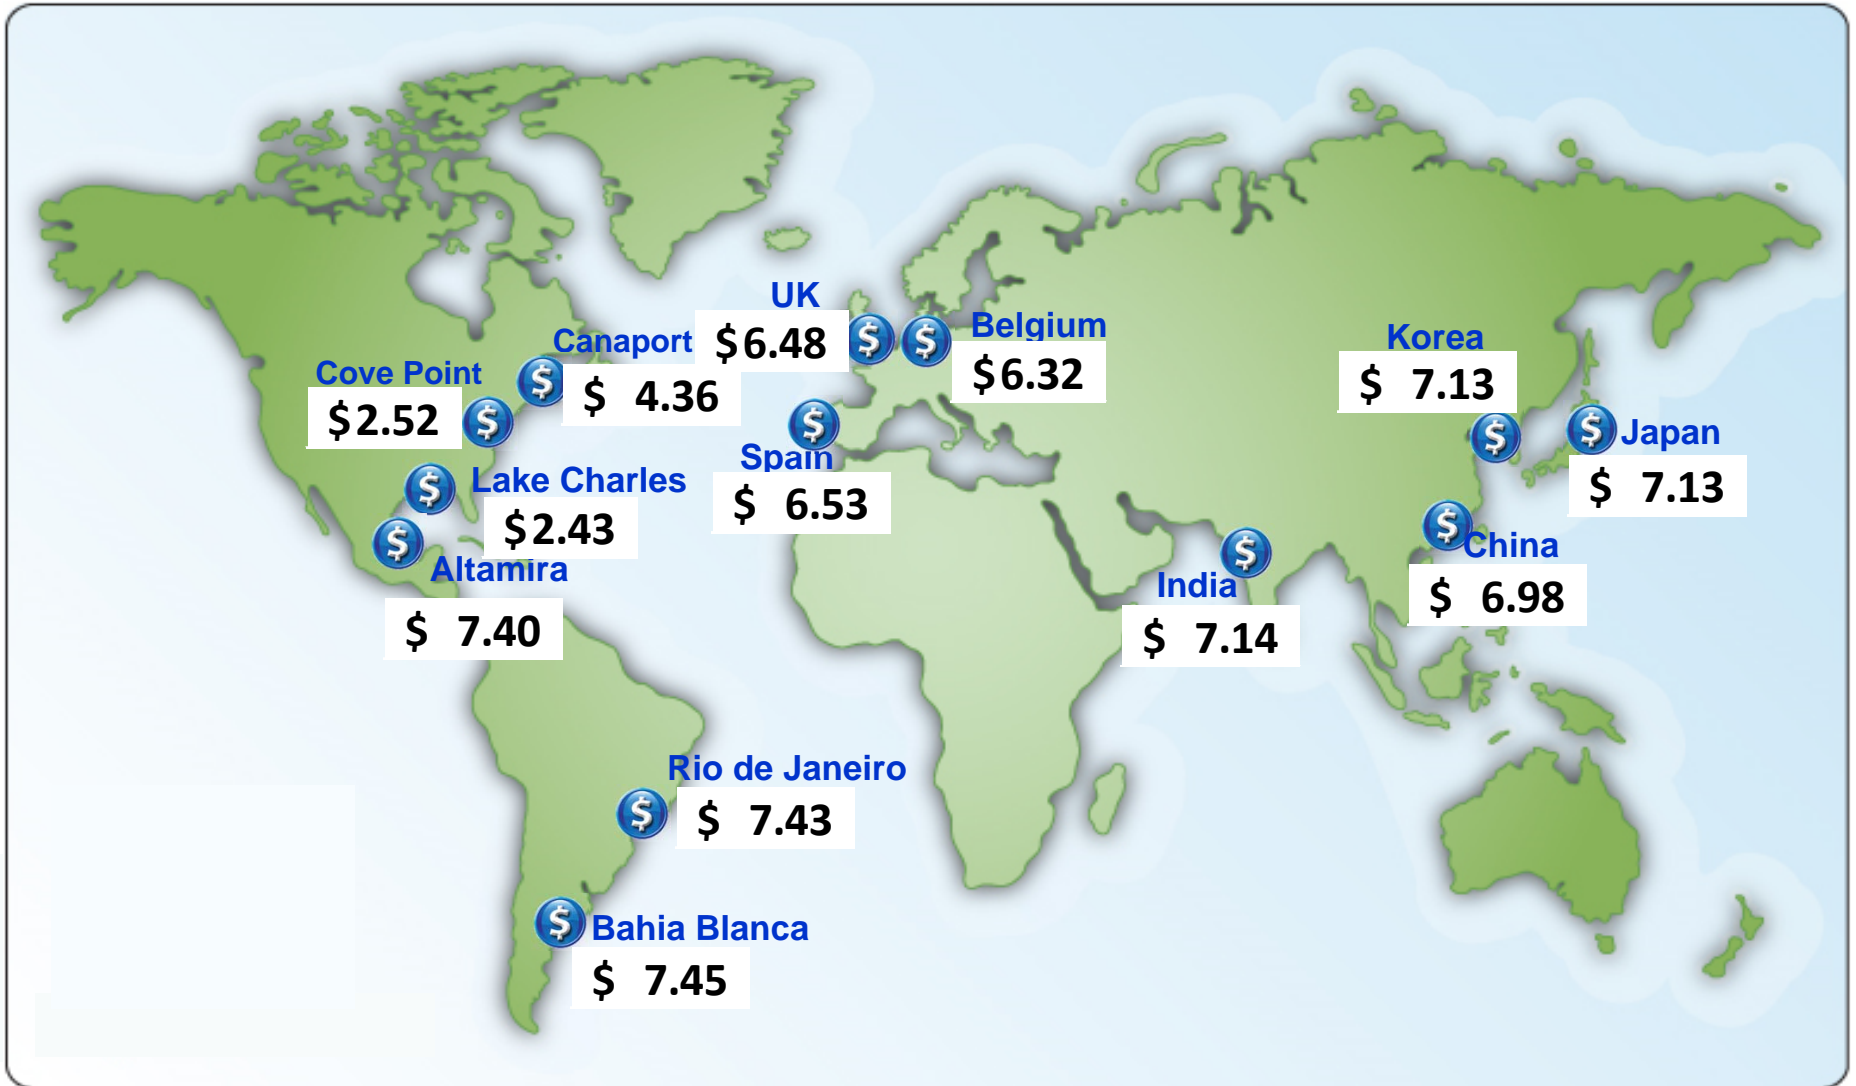 UK
$6.48
Belgium
$6.32
Canaport
$ 4.36
Cove Point
$2.52
Korea
$ 7.13
Japan
$ 7.13
Spain
$ 6.53
Lake Charles
$2.43
Altamira
$ 7.40
China
$ 6.98
India
$ 7.14
Rio de Janeiro
$ 7.43
Bahia Blanca
$ 7.45